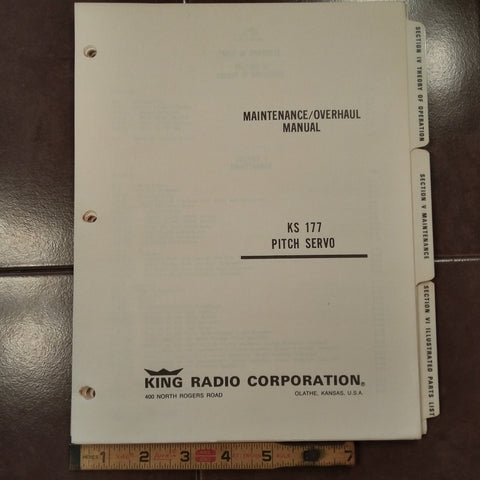 MAINTENANCE/OVERHAUL
MANUAL
KS 177
PITCH SERVO
KING RADIO CORPORATION®
400 NORTH ROGERS ROAD
OLATHE, KANSAS, U.S.A.
SECTION IV THEORY OF OPERATION
SECTION V MAINTENANCE
SECTION VI ILLUSTRATED PARTS LIST
1 2 3 4 5 6 7